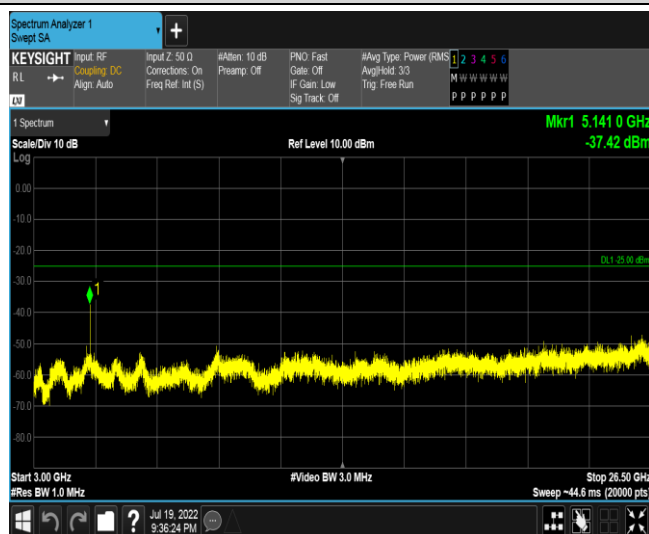 Spectrum Analyzer 1
Swept SA
+
KEYSIGHT
RL
LXI
Input: RF
Coupling: DC
Align: Auto
Input Z: 50 Ω
Corrections: On
Freq Ref: Int (S)
#Atten: 10 dB
Preamp: Off
PNO: Fast
Gate: Off
IF Gain: Low
Sig Track: Off
#Avg Type: Power (RMS
Avg|Hold: 3/3
Trig: Free Run
1 2 3 4 5 6
M W W W W W
P P P P P P
1 Spectrum
Scale/Div 10 dB
Log
Ref Level 10.00 dBm
Mkr1 5.141 0 GHz
-37.42 dBm
0.00
-10.0
-20.0
DL1 -25.00 dBm
-30.0
1
-40.0
-50.0
-60.0
-70.0
-80.0
Start 3.00 GHz
#Res BW 1.0 MHz
#Video BW 3.0 MHz
Stop 26.50 GHz
Sweep ~44.6 ms (20000 pts)
?
Jul 19, 2022
9:36:24 PM